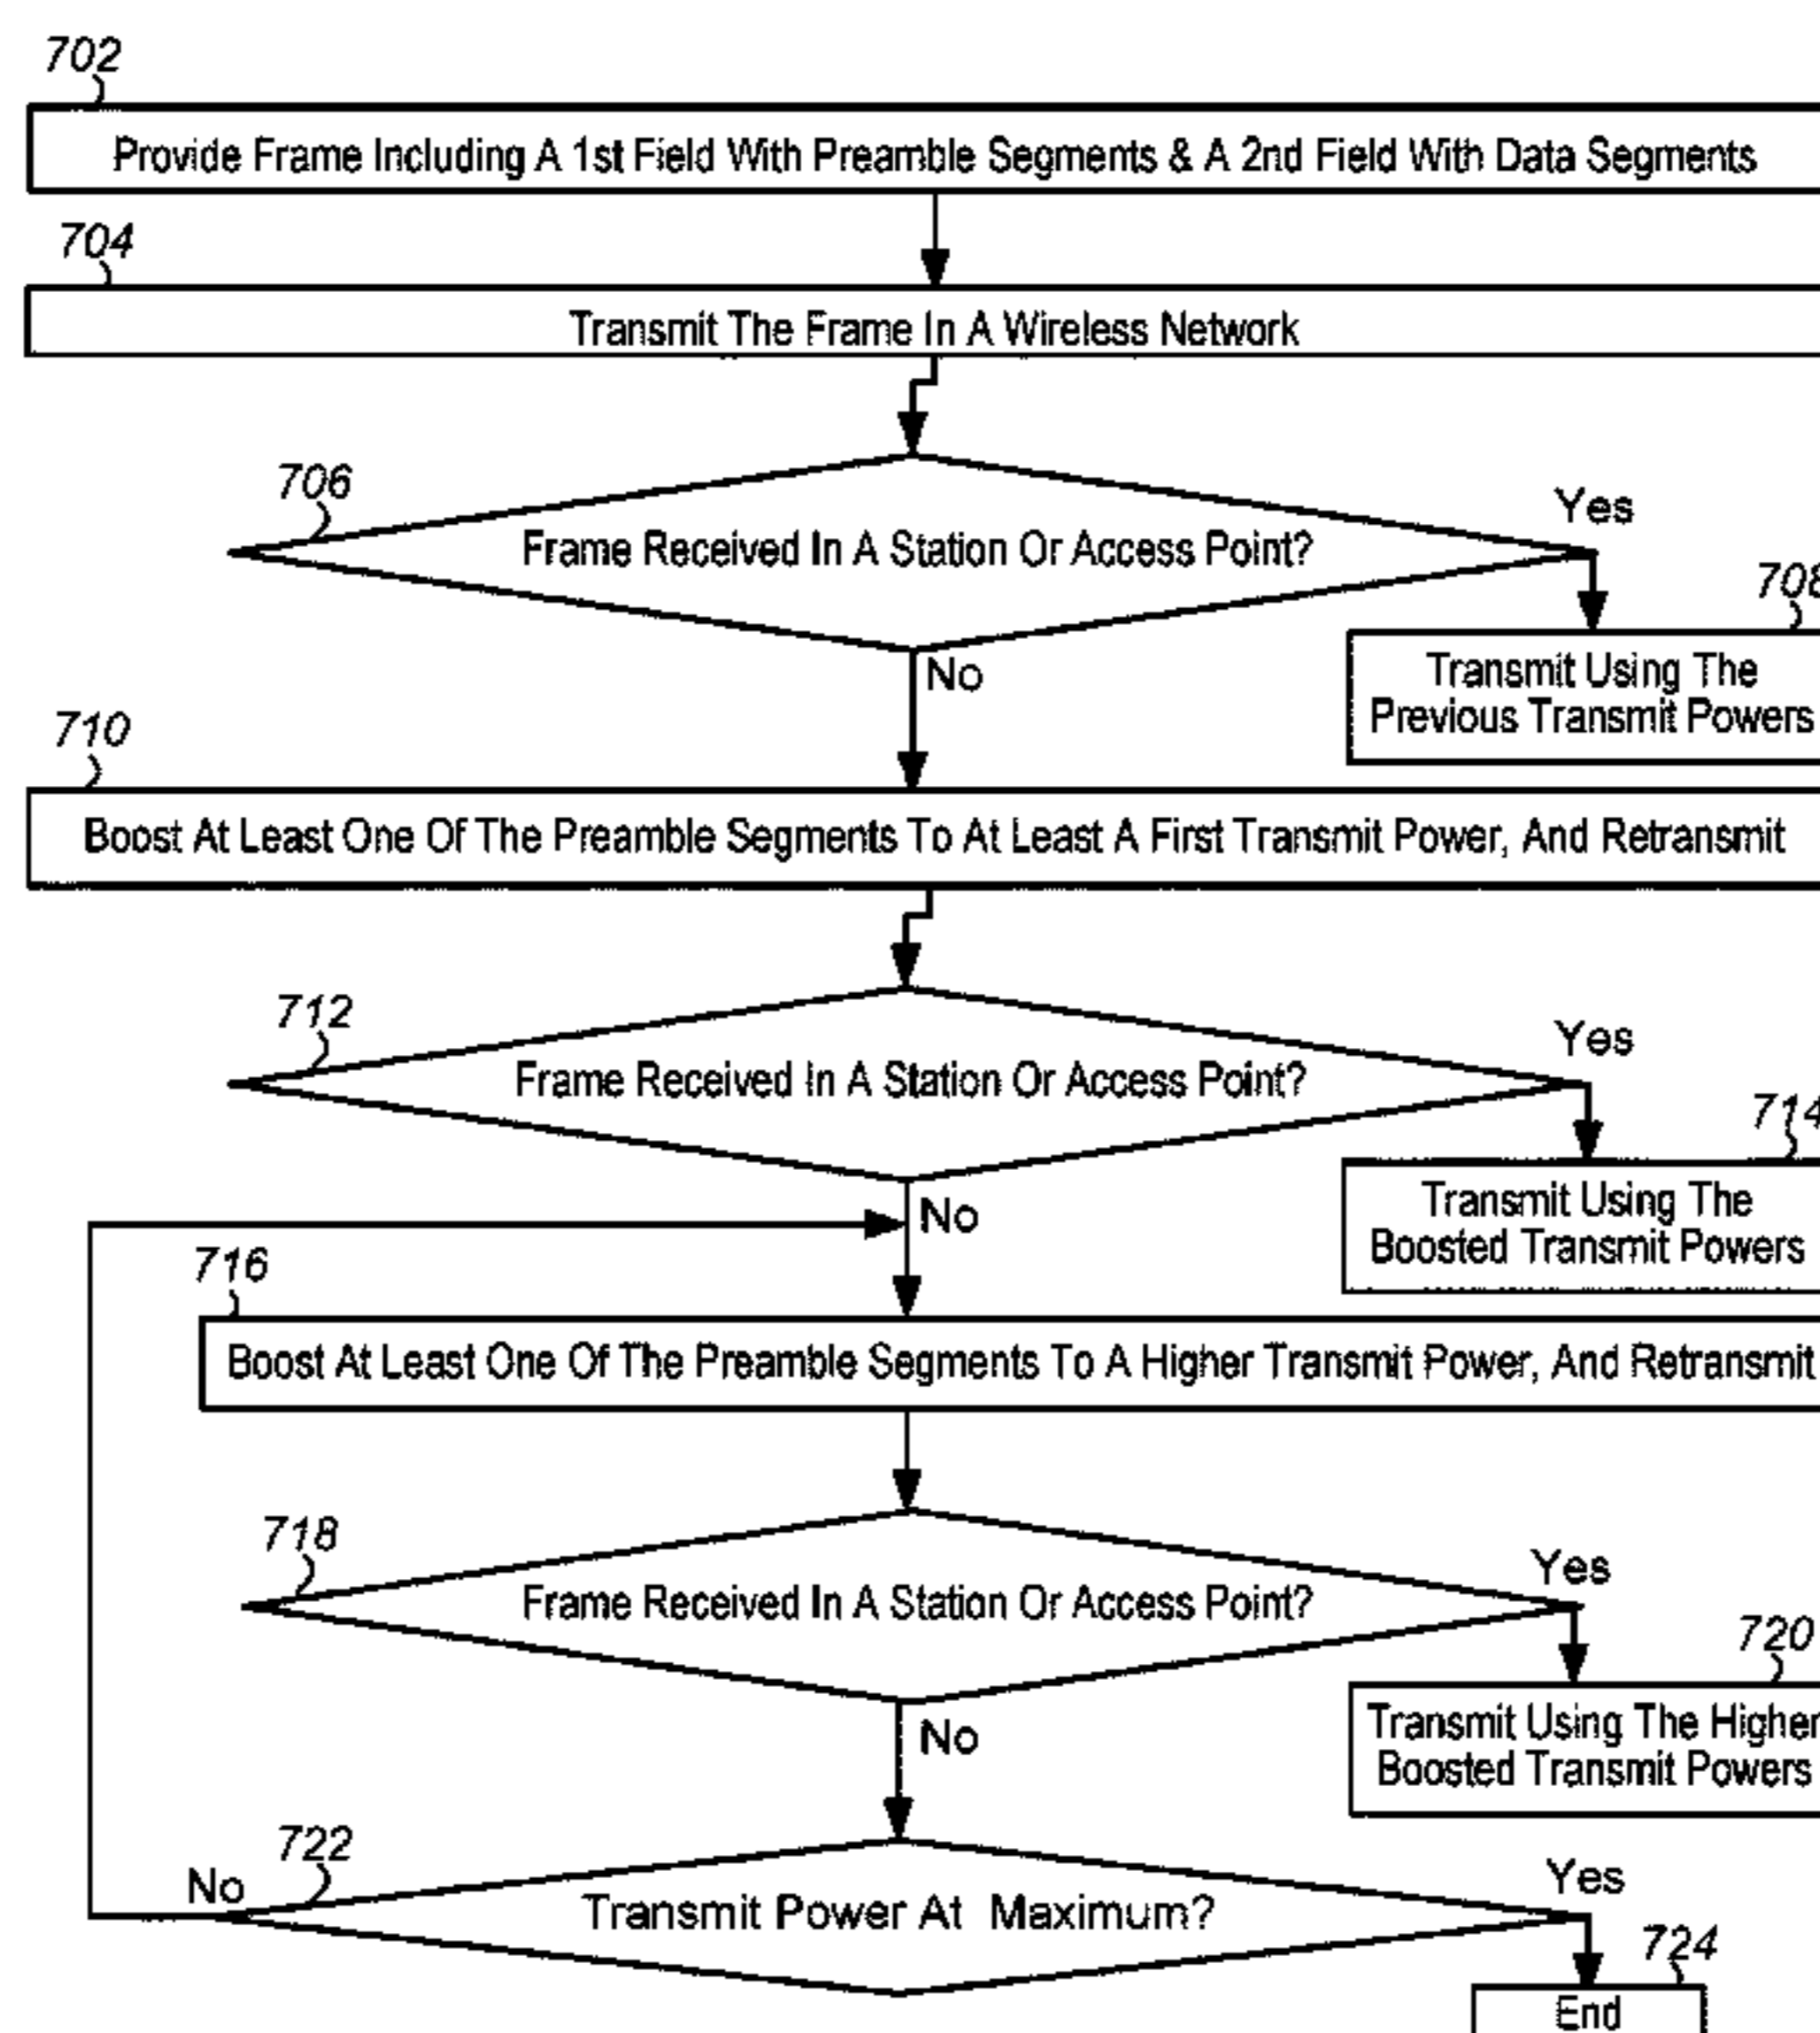 702
Provide Frame Including A 1st Field With Preamble Segments & A 2nd Field With Data Segments
704
Transmit The Frame In A Wireless Network
706
Frame Received In A Station Or Access Point?
Yes
708
Transmit Using The
Previous Transmit Powers
No
710
Boost At Least One Of The Preamble Segments To At Least A First Transmit Power, And Retransmit
712
Frame Received In A Station Or Access Point?
Yes
714
Transmit Using The
Boosted Transmit Powers
No
716
Boost At Least One Of The Preamble Segments To A Higher Transmit Power, And Retransmit
718
Frame Received In A Station Or Access Point?
Yes
720
Transmit Using The Higher
Boosted Transmit Powers
No
722
No
Transmit Power At Maximum?
Yes
724
End